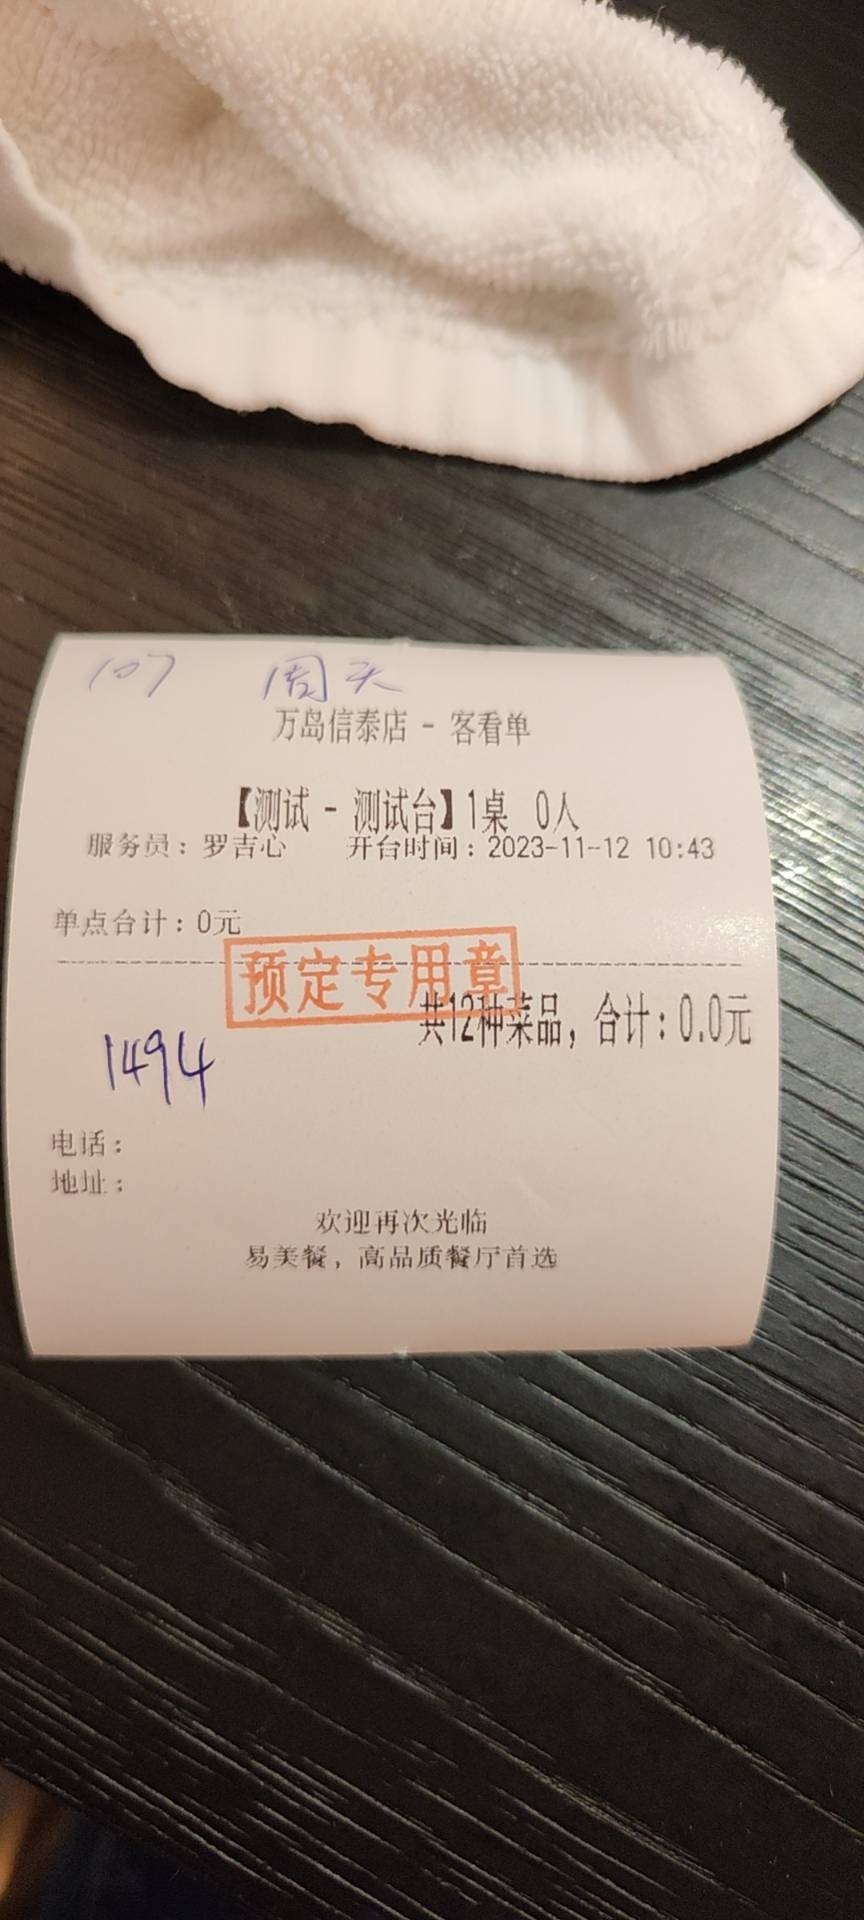 107 周天
万岛信泰店 - 客看单
【测试 - 测试台】1桌 0人
服务员：罗吉心 开台时间：2023-11-12 10:43
单点台计：0元
预定专用章
共12种菜品，合计：0.0元
1494
电话：
地址：
欢迎再次光临
易美餐，高品质餐厅首选